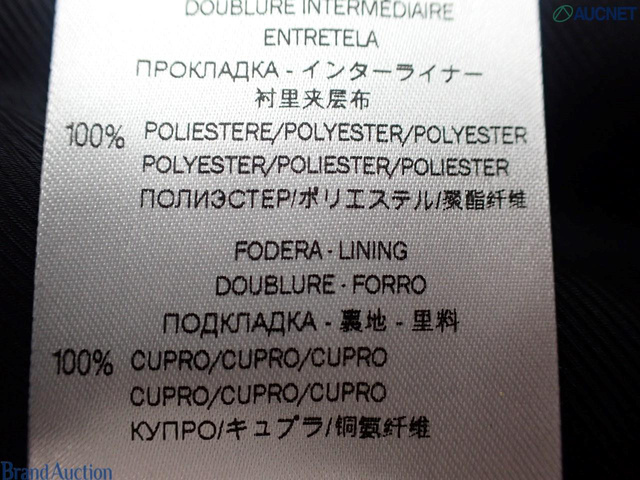 DOUBLURE INTERMÉDIAIRE
AUCNET
ENTRETELA
ПРОКЛАДКА - インターライナー
衬里夹层布
100% POLIESTERE/POLYESTER/POLYESTER
POLYESTER/POLIESTER/POLIESTER
ПОЛИЭСТЕР/ポリエステル/聚酯纤维
FODERA - LINING
DOUBLURE - FORRO
ПОДКЛАДКА - 裏地 - 里料
100% CUPRO/CUPRO/CUPRO
CUPRO/CUPRO/CUPRO
КУПРО/キュプラ/铜氨纤维
BrandAuction